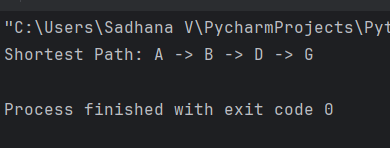 "C:\Users\Sadhana V\PycharmProjects\Pyt
Shortest Path: A -> B -> D -> G
Process finished with exit code 0